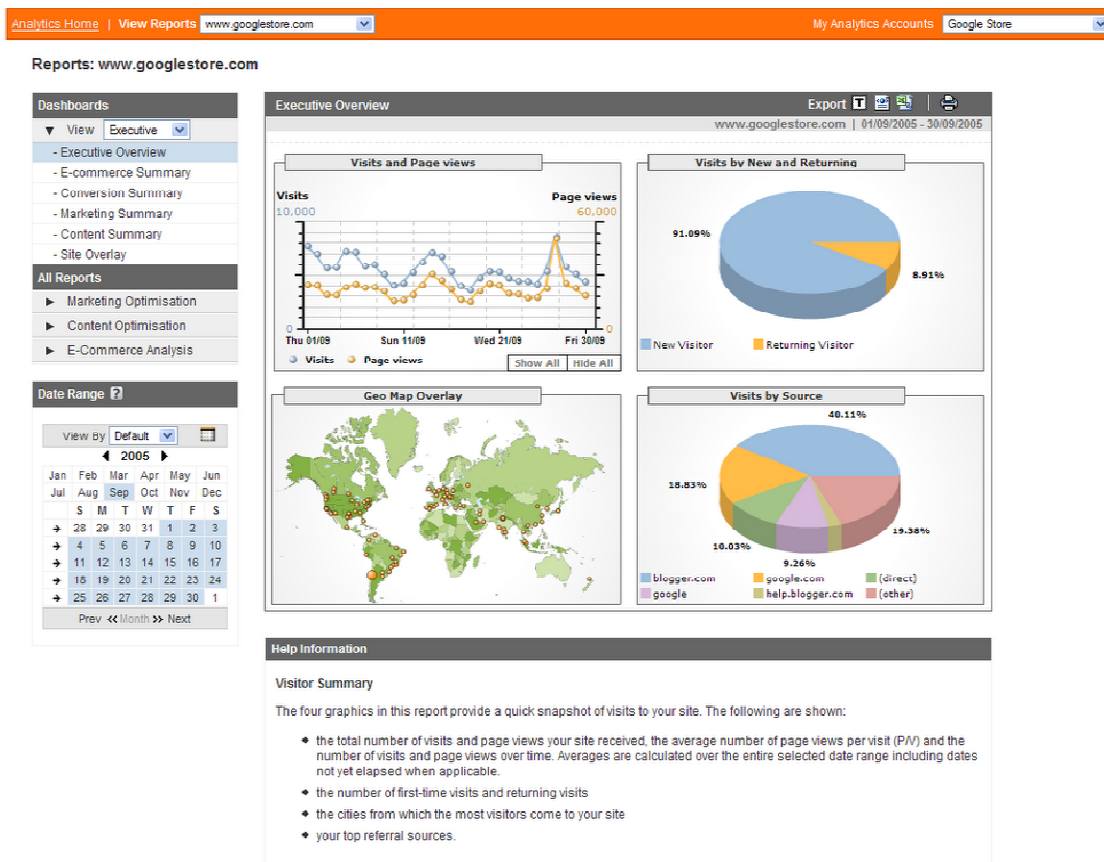 Analytics Home | View Reports www.googlestore.com My Analytics Accounts Google Store
Reports: www.googlestore.com
Dashboards
View Executive
- Executive Overview
- E-commerce Summary
- Conversion Summary
- Marketing Summary
- Content Summary
- Site Overlay
All Reports
Marketing Optimisation
Content Optimisation
E-Commerce Analysis
Date Range ?
View By Default
2005
Jan Feb Mar Apr May Jun
Jul Aug Sep Oct Nov Dec
S M T W T F S
28 29 30 31 1 2 3
4 5 6 7 8 9 10
11 12 13 14 15 16 17
18 19 20 21 22 23 24
25 26 27 28 29 30 1
Prev << Month >> Next
Executive Overview Export T
www.googlestore.com | 01/09/2005 - 30/09/2005
Visits and Page views
Visits Page views
10,000 60,000
0 0
Thu 01/09 Sun 11/09 Wed 21/09 Fri 30/09
Visits Page views Show All Hide All
Visits by New and Returning
91.09%
8.91%
New Visitor Returning Visitor
Geo Map Overlay
Visits by Source
40.11%
18.83%
19.38%
10.03%
9.26%
blogger.com google.com (direct)
google help.blogger.com (other)
Help Information
Visitor Summary
The four graphics in this report provide a quick snapshot of visits to your site. The following are shown:
the total number of visits and page views your site received, the average number of page views per visit (P/V) and the
number of visits and page views over time. Averages are calculated over the entire selected date range including dates
not yet elapsed when applicable.
the number of first-time visits and returning visits
the cities from which the most visitors come to your site
your top referral sources.